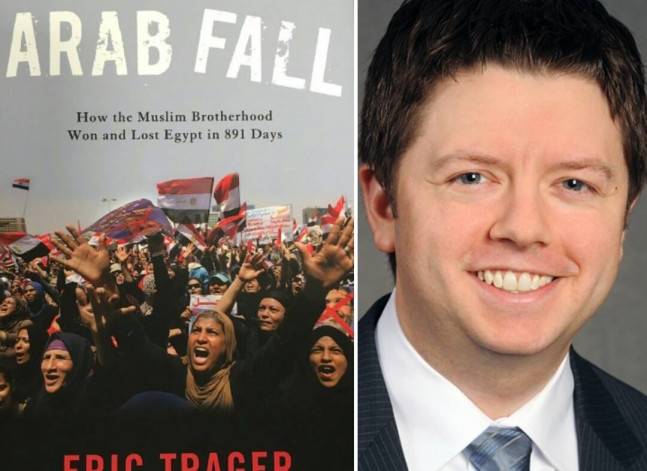 ARAB FALL
How the Muslim Brotherhood
Won and Lost Egypt in 891 Days
ERIC TRAGER